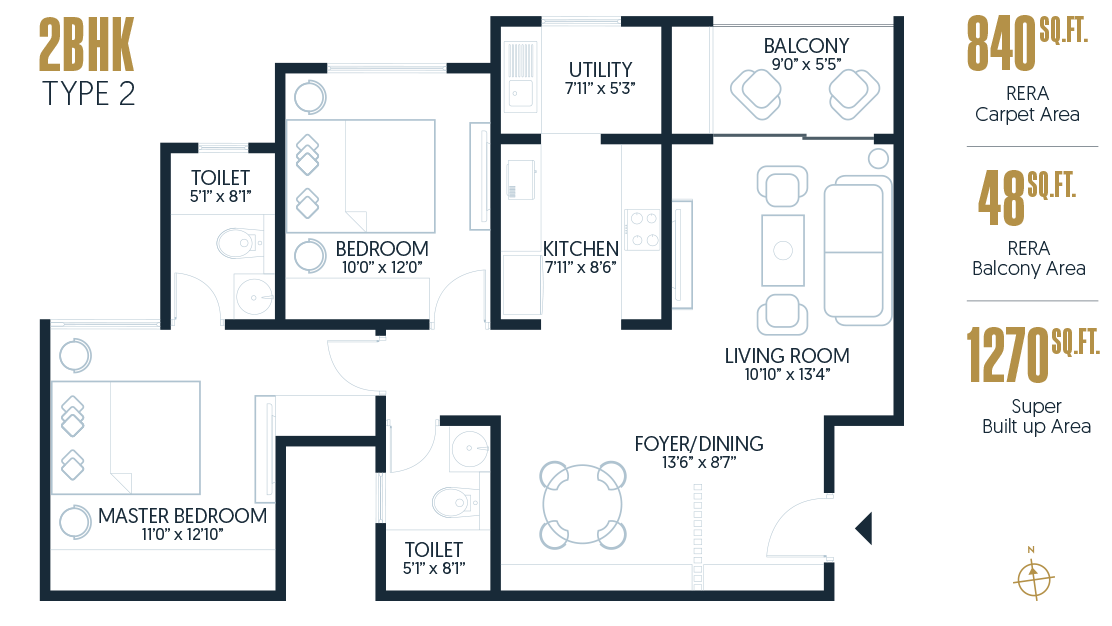 2BHK
TYPE 2
TOILET
5'1” x 8'1”
BEDROOM
10'0” x 12'0”
UTILITY
7'11” x 5'3”
BALCONY
9'0” x 5'5”
KITCHEN
7'11” x 8'6”
LIVING ROOM
10'10” x 13'4”
FOYER/DINING
13'6” x 8'7”
MASTER BEDROOM
11'0” x 12'10”
TOILET
5'1” x 8'1”
840 SQ.FT.
RERA
Carpet Area
48 SQ.FT.
RERA
Balcony Area
1270 SQ.FT.
Super
Built up Area
N